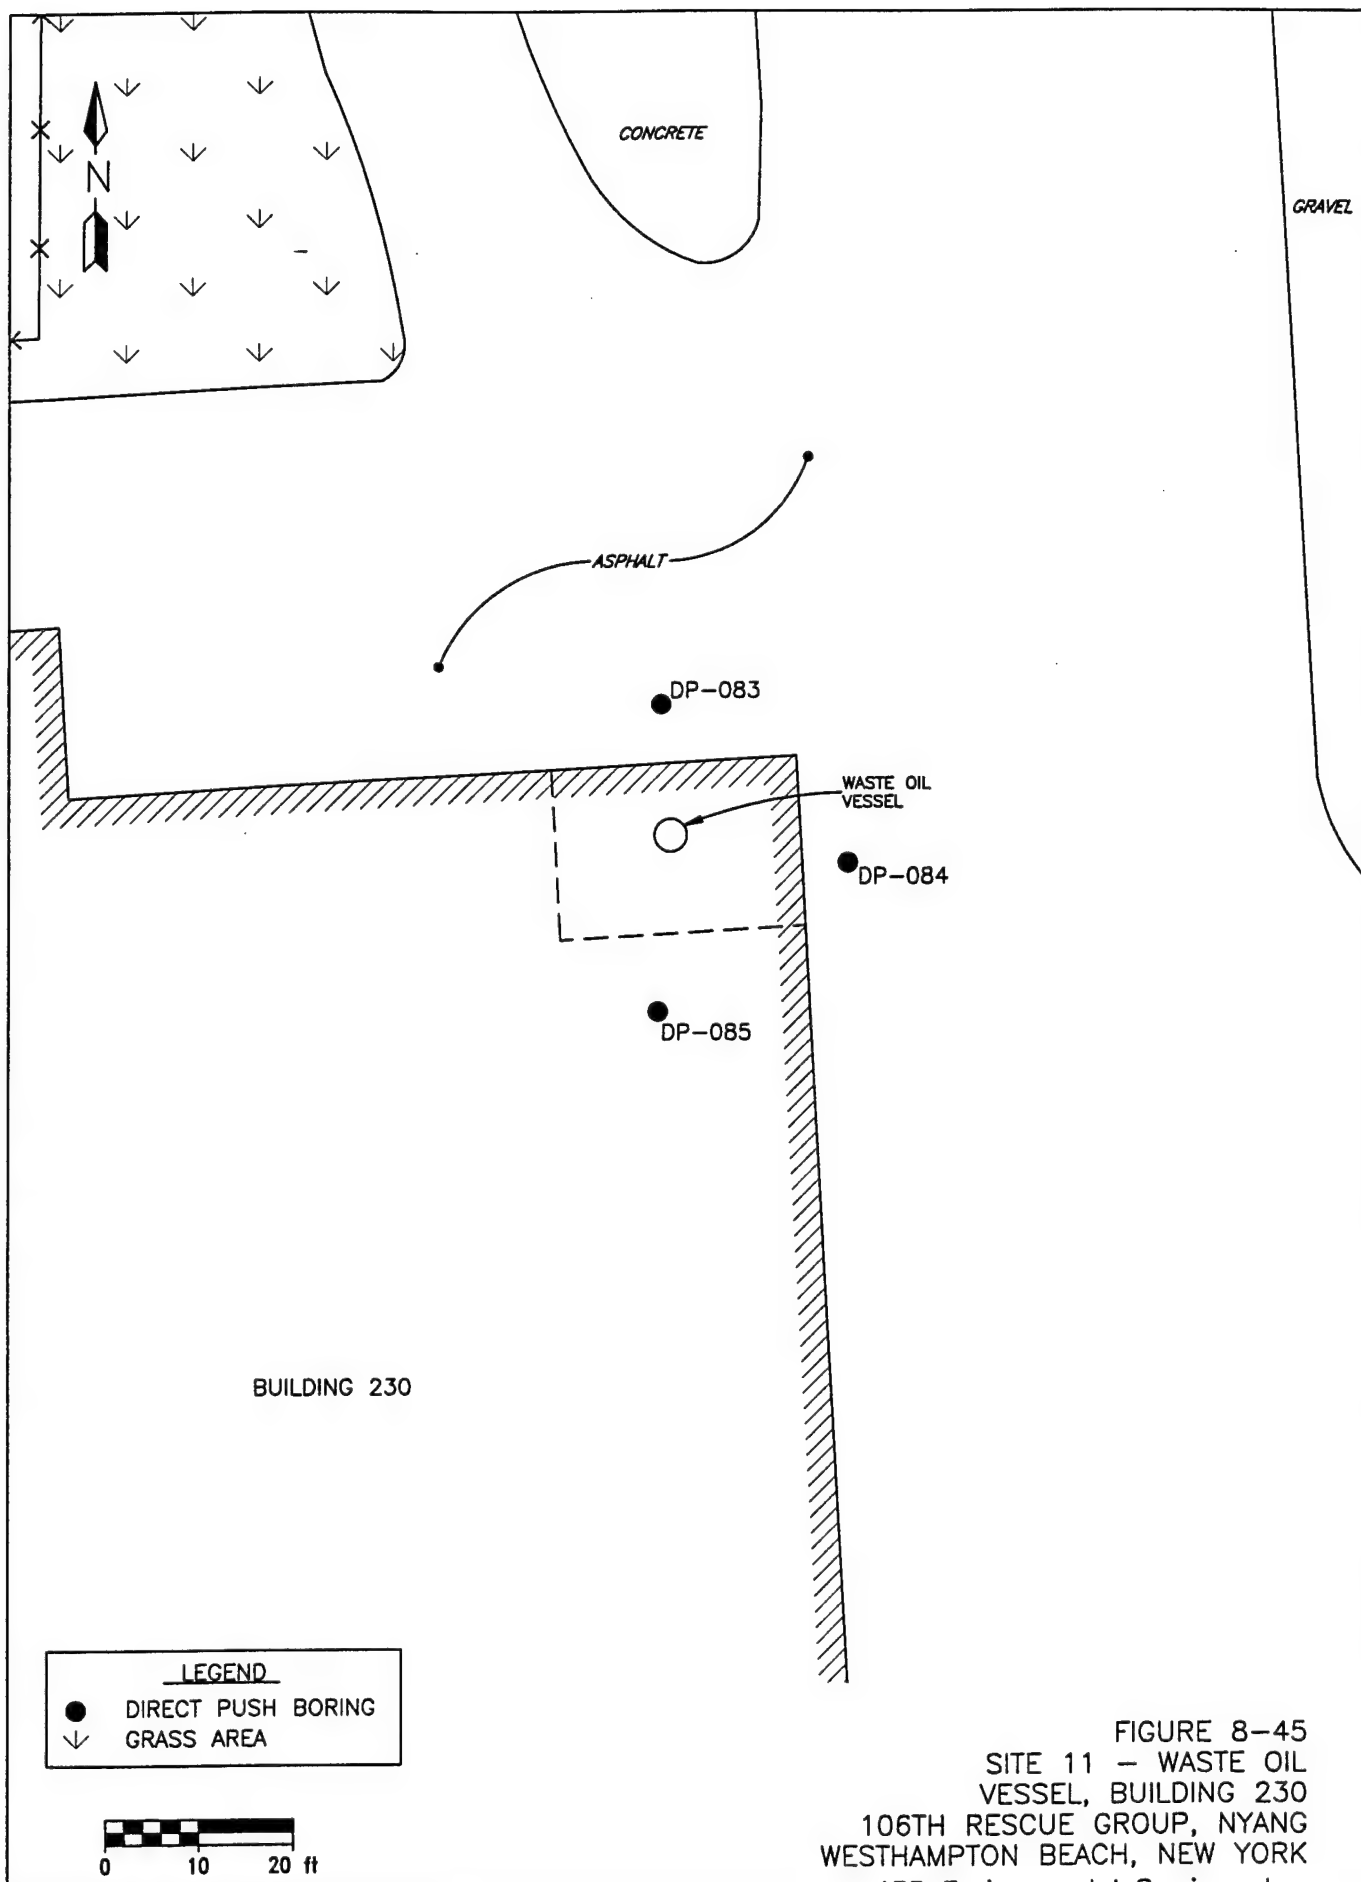 CONCRETE
N
GRAVEL
ASPHALT
DP-083
WASTE OIL
VESSEL
DP-084
DP-085
BUILDING 230
LEGEND
DIRECT PUSH BORING
GRASS AREA
0 10 20 ft
FIGURE 8-45
SITE 11 - WASTE OIL
VESSEL, BUILDING 230
106TH RESCUE GROUP, NYANG
WESTHAMPTON BEACH, NEW YORK